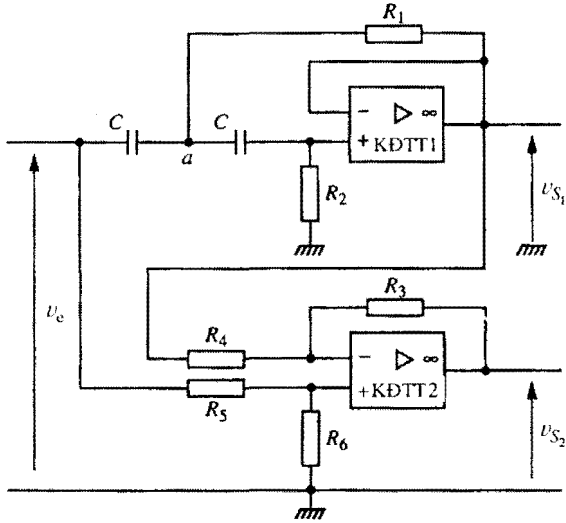 R1
C
C
a
− ▷ ∞
+ KĐTT1
R2
vS1
ve
R3
R4
− ▷ ∞
+ KĐTT2
R5
R6
vS2